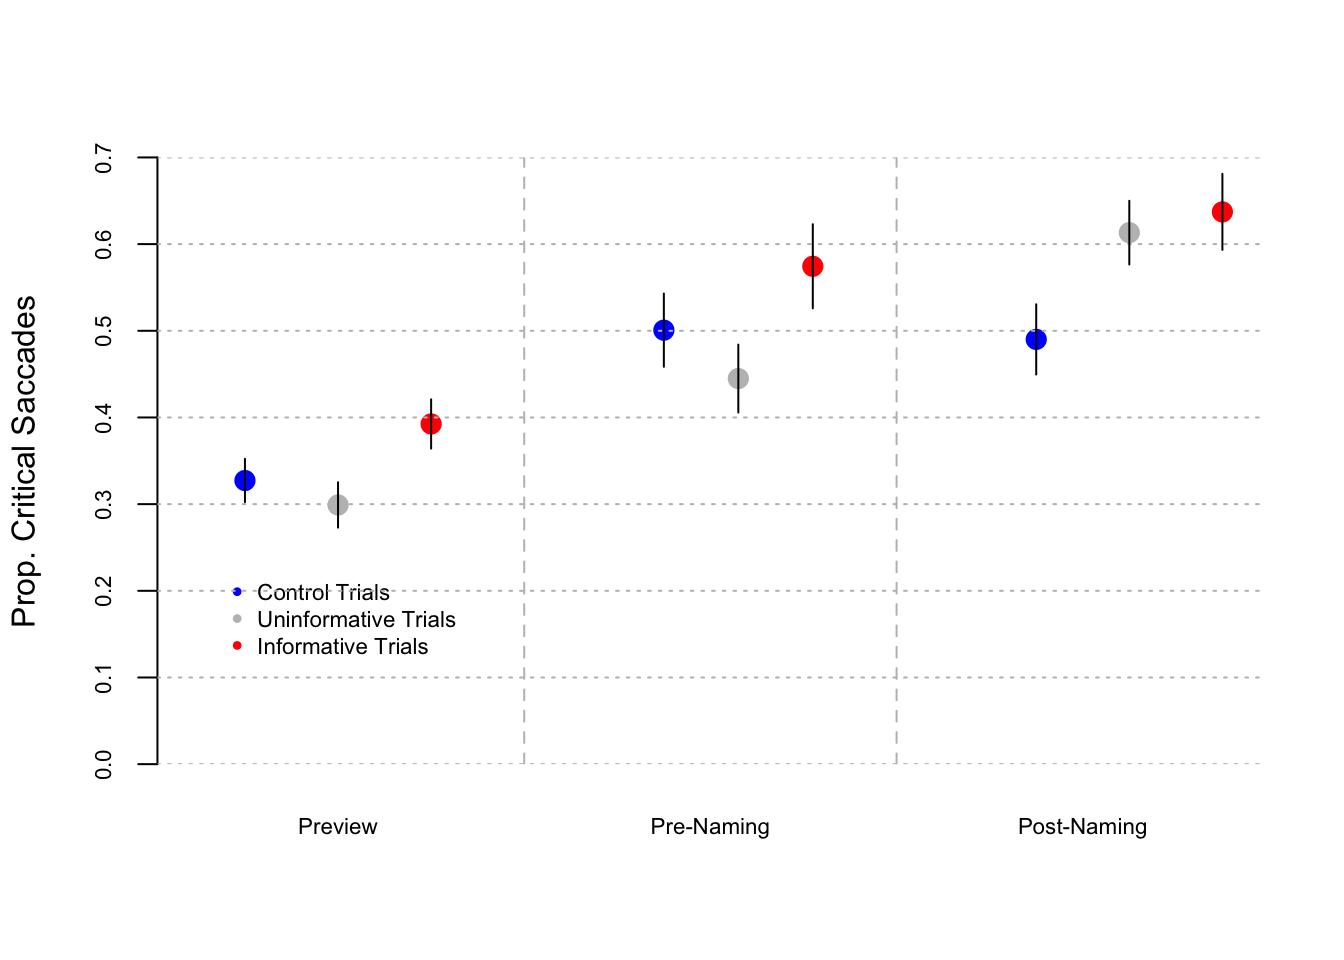 Prop. Critical Saccades
0.7
0.6
0.5
0.4
0.3
0.2
0.1
0.0
Control Trials
Uninformative Trials
Informative Trials
Preview
Pre-Naming
Post-Naming